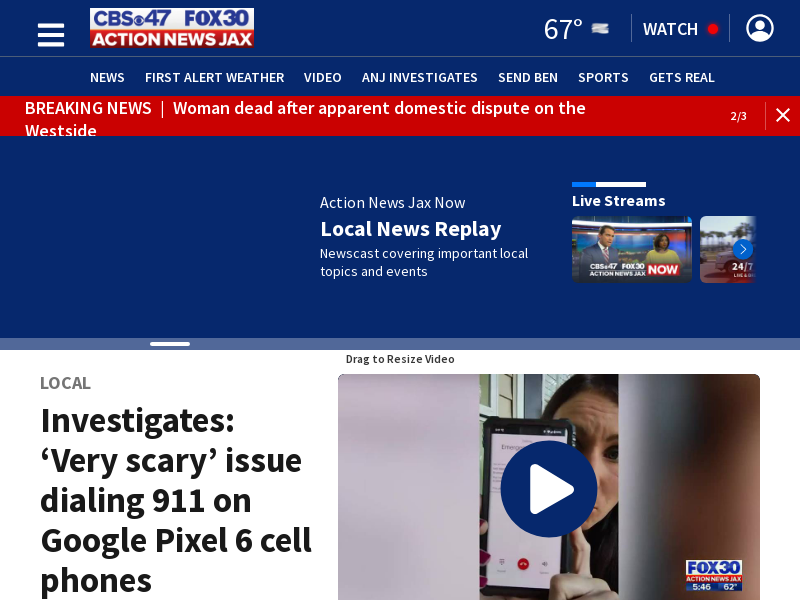 CBS 47 FOX30
ACTION NEWS JAX
67°
WATCH
NEWS FIRST ALERT WEATHER VIDEO ANJ INVESTIGATES SEND BEN SPORTS GETS REAL
BREAKING NEWS | Woman dead after apparent domestic dispute on the
Westside
2/3
Action News Jax Now
Local News Replay
Newscast covering important local
topics and events
Live Streams
CBS 47 FOX30
ACTION NEWS JAX NOW
24/7
Drag to Resize Video
LOCAL
Investigates:
‘Very scary’ issue
dialing 911 on
Google Pixel 6 cell
phones
FOX30
ACTION NEWS JAX
5:46 62°